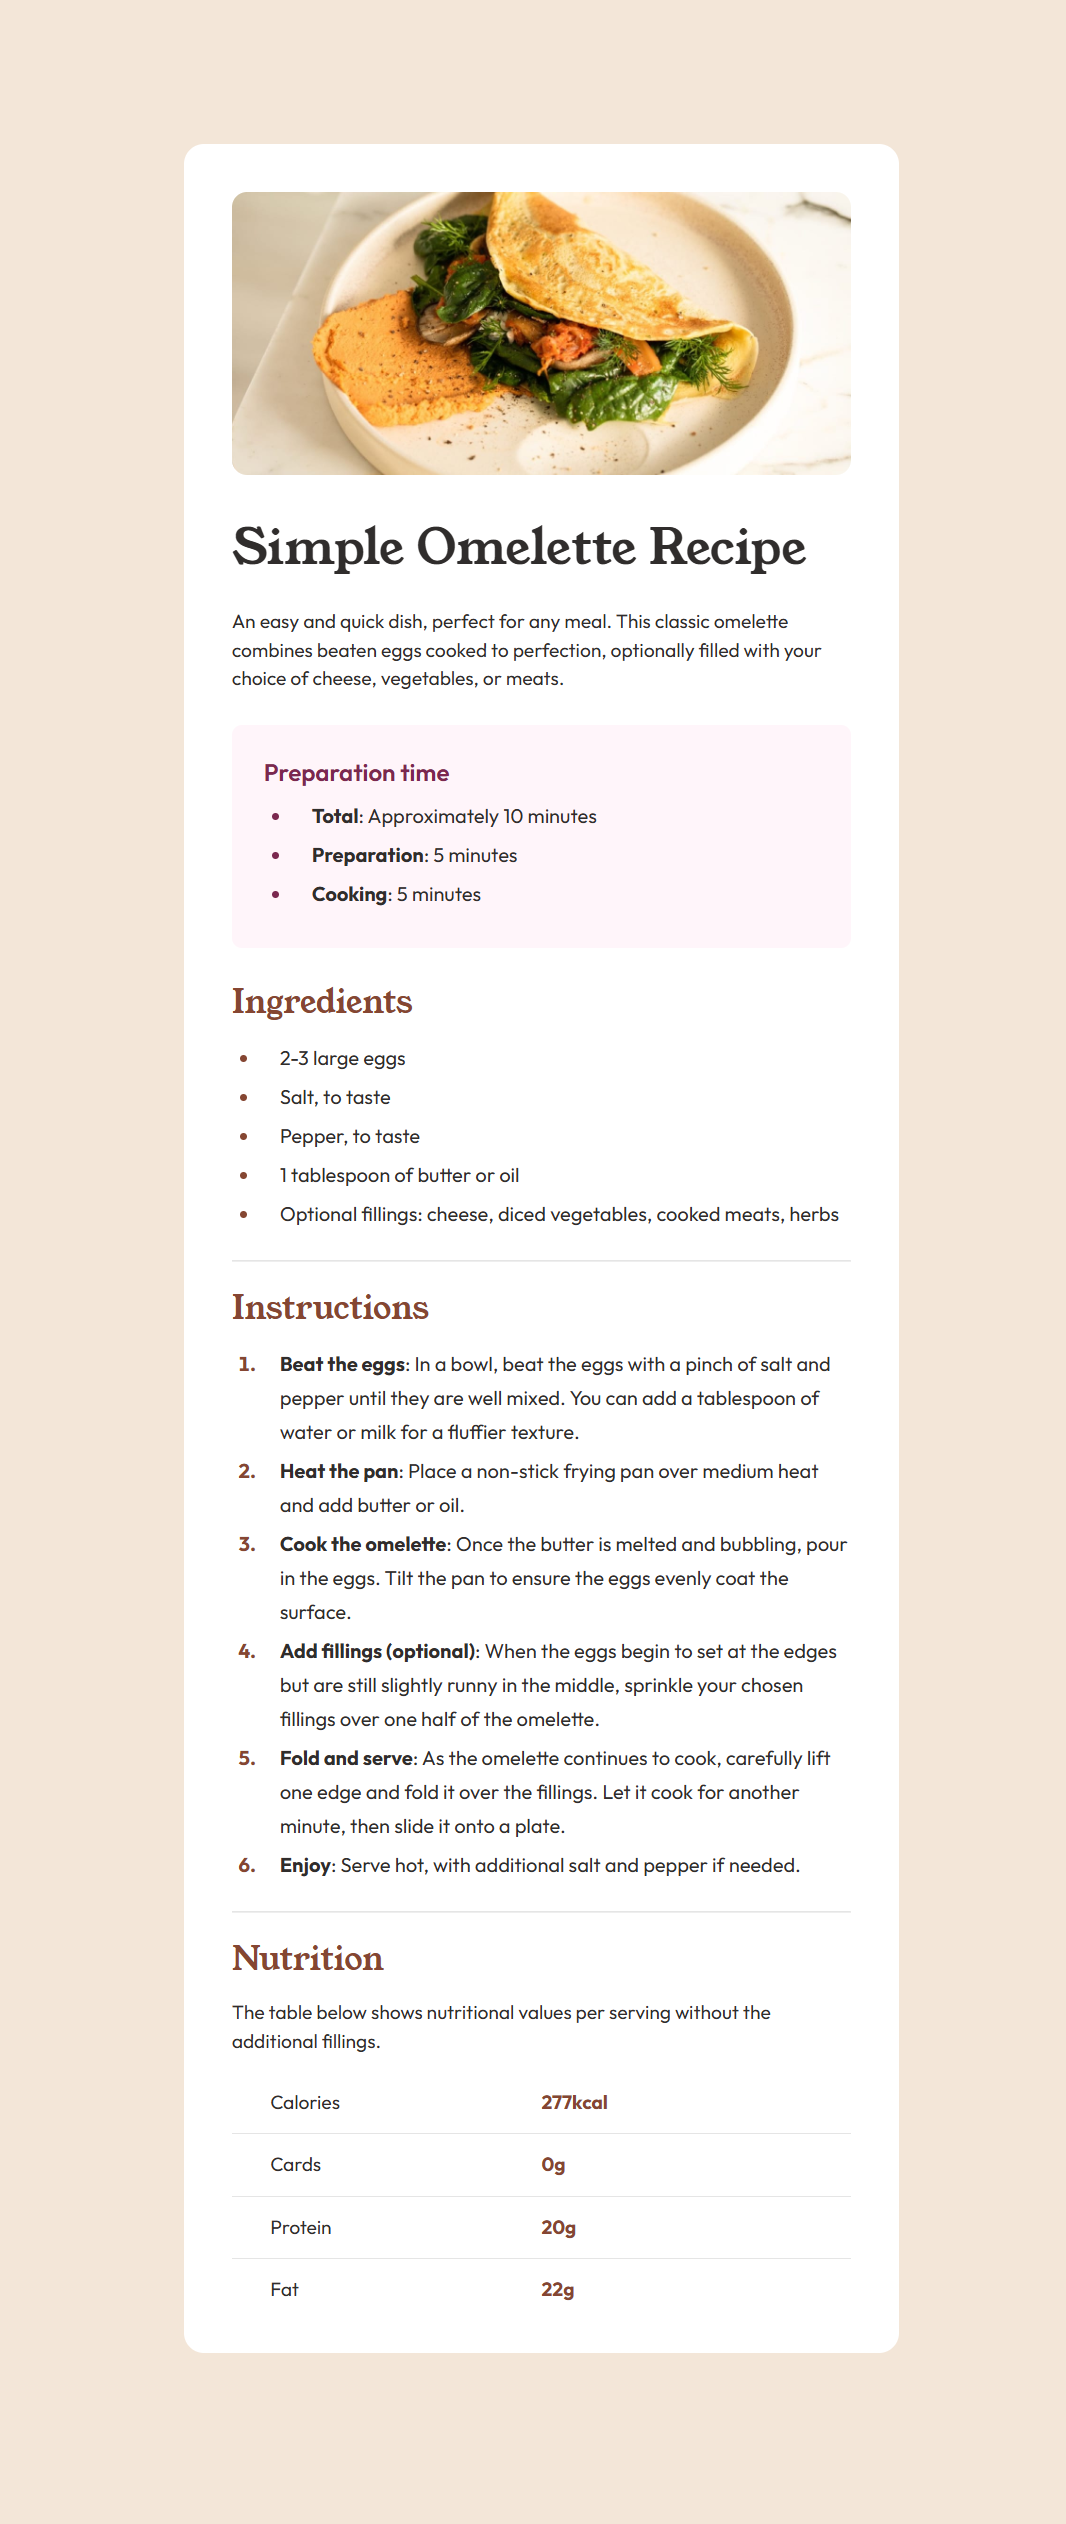 Simple Omelette Recipe
An easy and quick dish, perfect for any meal. This classic omelette
combines beaten eggs cooked to perfection, optionally filled with your
choice of cheese, vegetables, or meats.
Preparation time
• Total: Approximately 10 minutes
• Preparation: 5 minutes
• Cooking: 5 minutes
Ingredients
• 2-3 large eggs
• Salt, to taste
• Pepper, to taste
• 1 tablespoon of butter or oil
• Optional fillings: cheese, diced vegetables, cooked meats, herbs
Instructions
1. Beat the eggs: In a bowl, beat the eggs with a pinch of salt and
pepper until they are well mixed. You can add a tablespoon of
water or milk for a fluffier texture.
2. Heat the pan: Place a non-stick frying pan over medium heat
and add butter or oil.
3. Cook the omelette: Once the butter is melted and bubbling, pour
in the eggs. Tilt the pan to ensure the eggs evenly coat the
surface.
4. Add fillings (optional): When the eggs begin to set at the edges
but are still slightly runny in the middle, sprinkle your chosen
fillings over one half of the omelette.
5. Fold and serve: As the omelette continues to cook, carefully lift
one edge and fold it over the fillings. Let it cook for another
minute, then slide it onto a plate.
6. Enjoy: Serve hot, with additional salt and pepper if needed.
Nutrition
The table below shows nutritional values per serving without the
additional fillings.
Calories 277kcal
Cards 0g
Protein 20g
Fat 22g